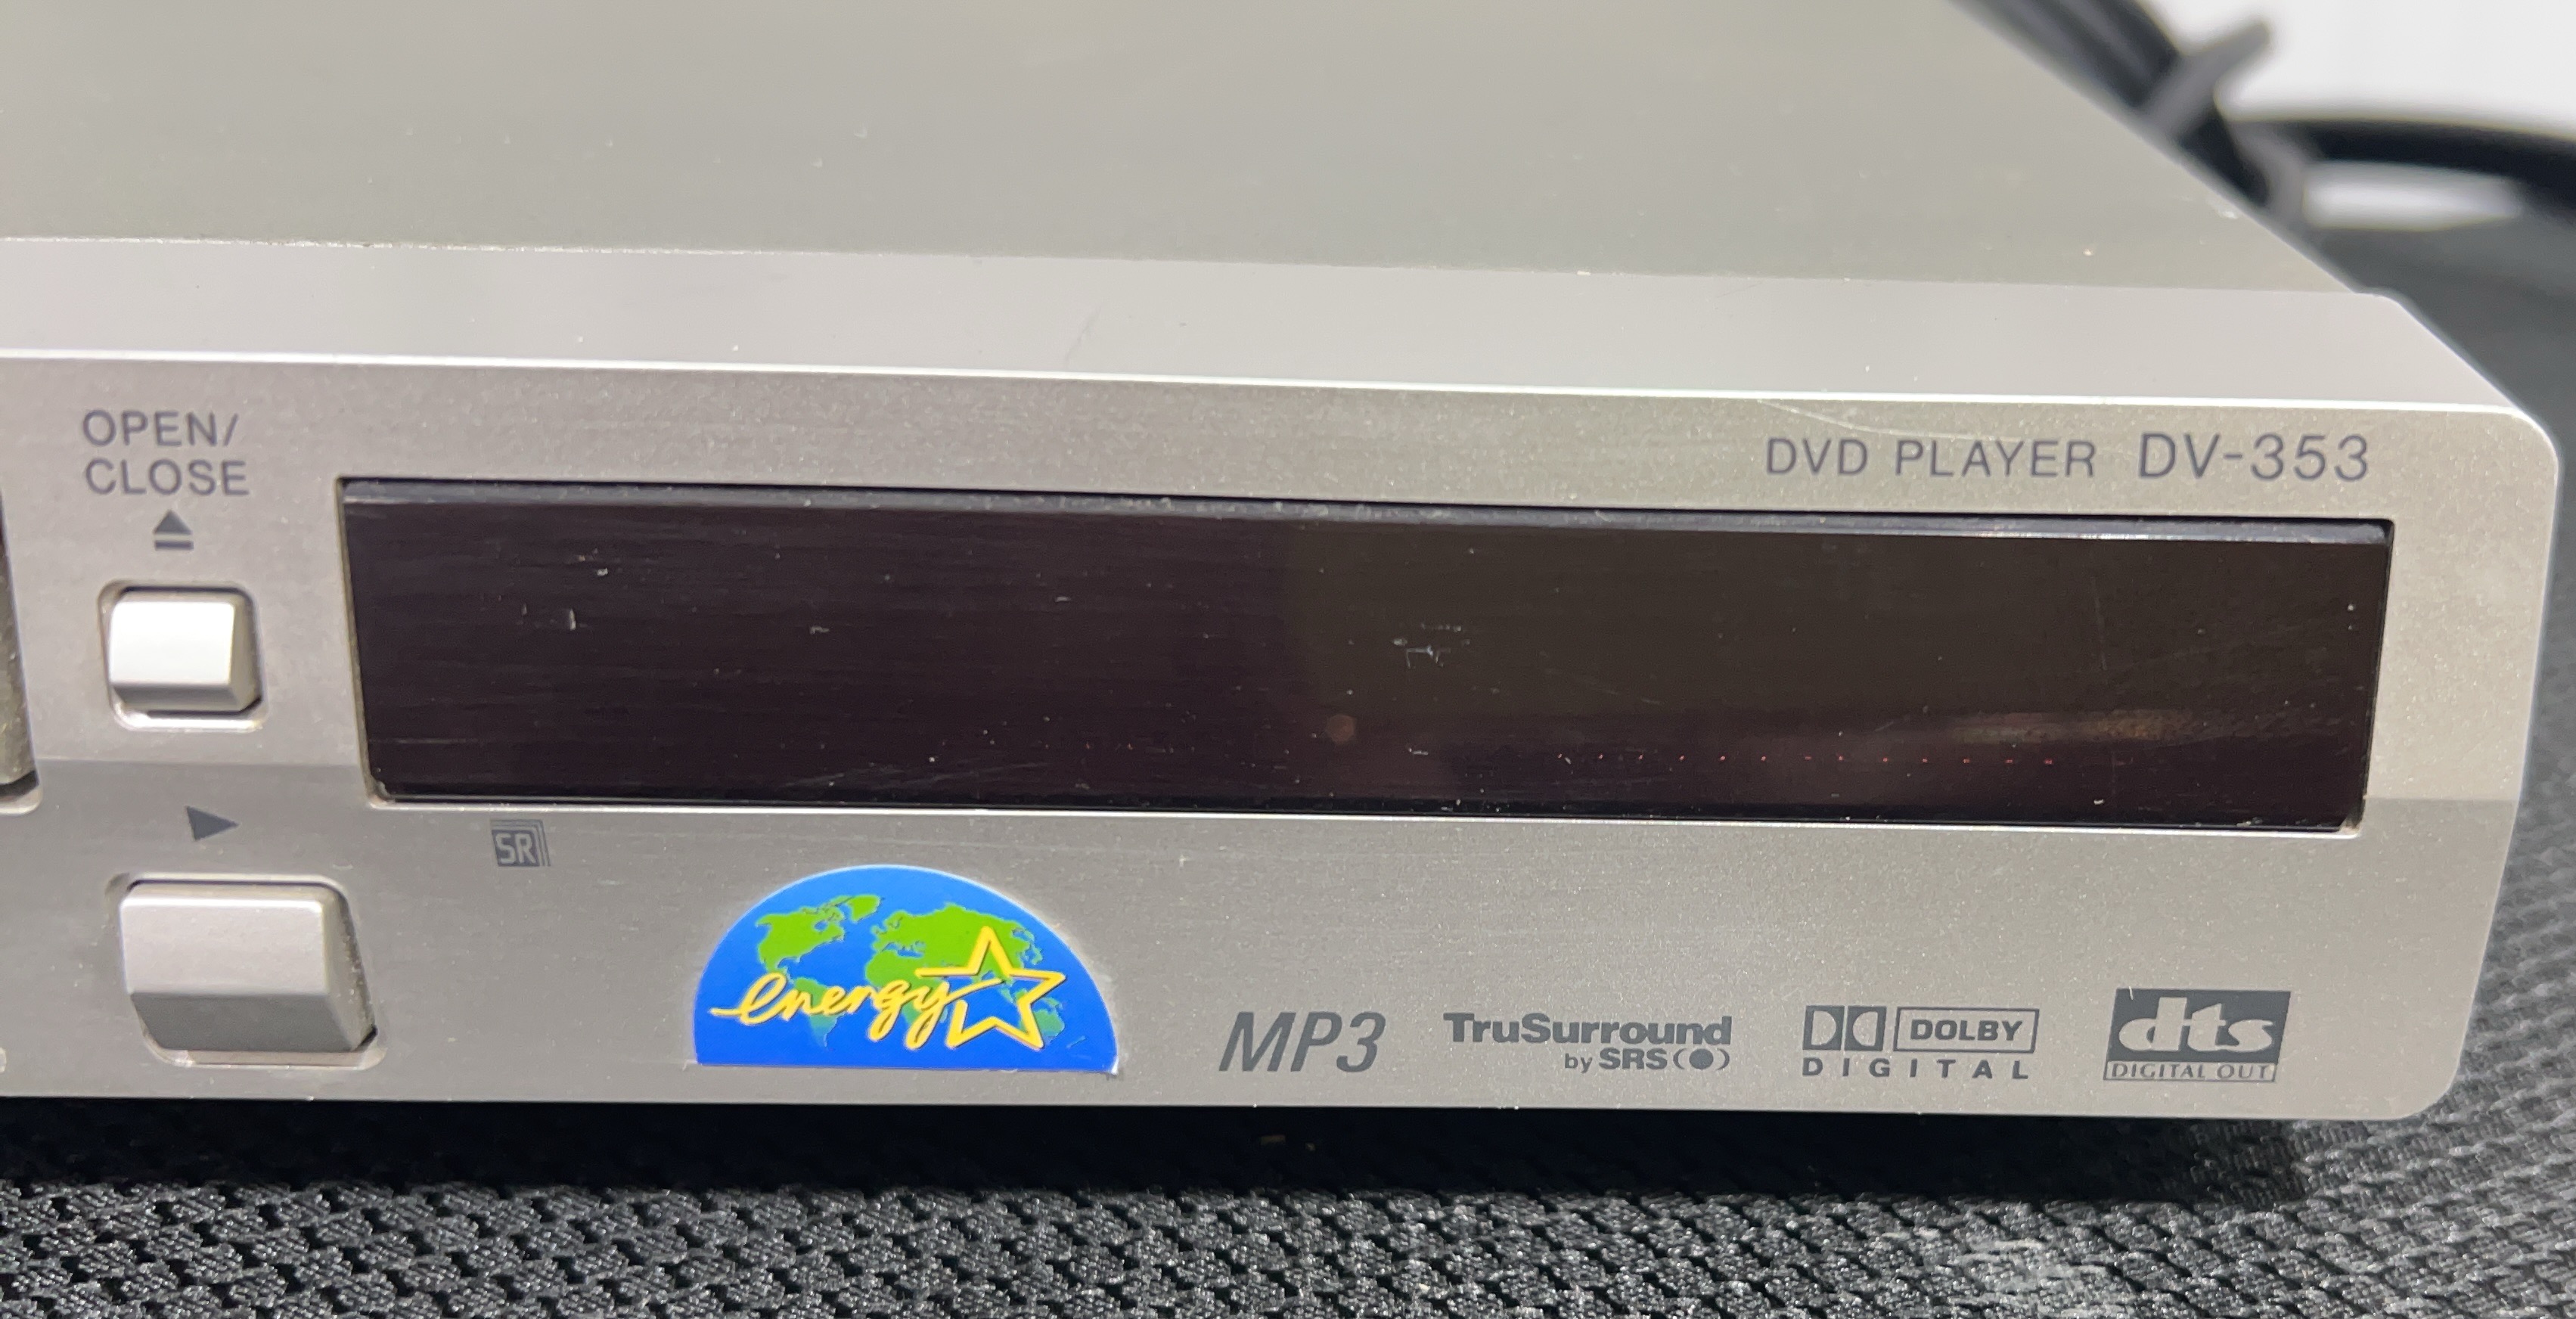 OPEN/
CLOSE
DVD PLAYER DV-353
SR
energy
MP3
TruSurround
by SRS
DOLBY
DIGITAL
dts
DIGITAL OUT